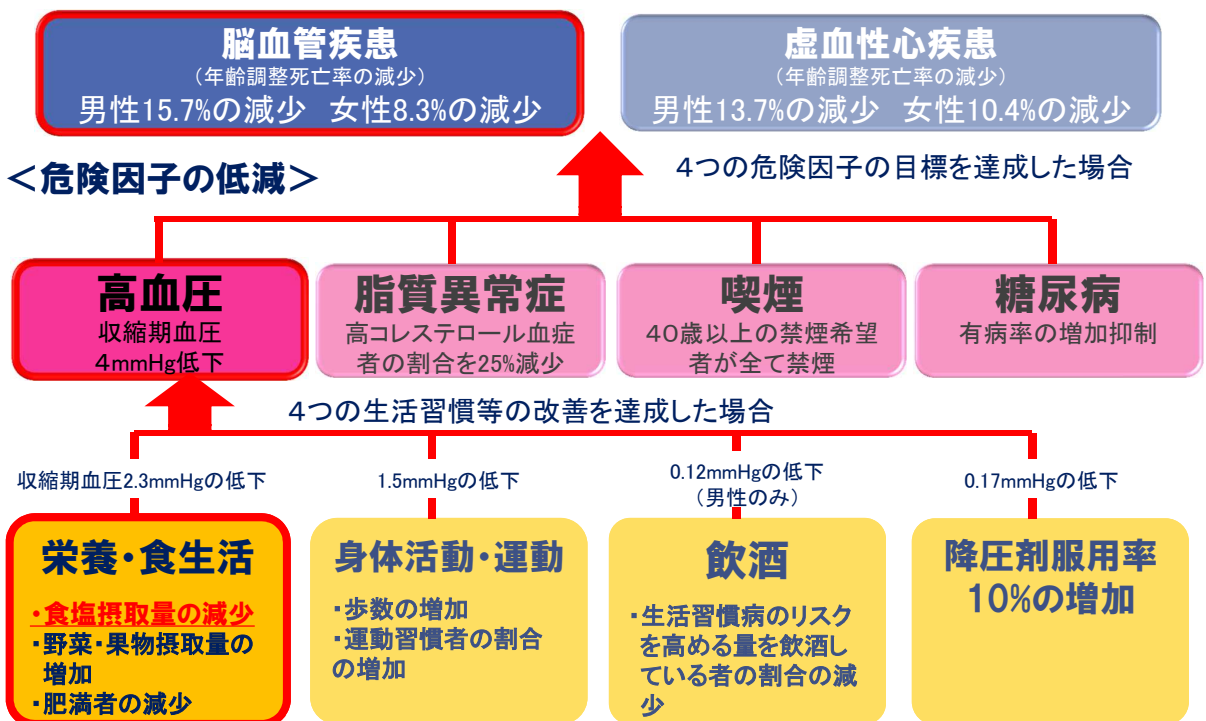 脳血管疾患
（年齢調整死亡率の減少）
男性15.7%の減少 女性8.3%の減少
虚血性心疾患
（年齢調整死亡率の減少）
男性13.7%の減少 女性10.4%の減少
＜危険因子の低減＞
４つの危険因子の目標を達成した場合
高血圧
収縮期血圧
4mmHg低下
脂質異常症
高コレステロール血症
者の割合を25%減少
喫煙
40歳以上の禁煙希望
者が全て禁煙
糖尿病
有病率の増加抑制
４つの生活習慣等の改善を達成した場合
収縮期血圧2.3mmHgの低下
1.5mmHgの低下
0.12mmHgの低下
（男性のみ）
0.17mmHgの低下
栄養・食生活
・食塩摂取量の減少
・野菜・果物摂取量の
増加
・肥満者の減少
身体活動・運動
・歩数の増加
・運動習慣者の割合
の増加
飲酒
・生活習慣病のリスク
を高める量を飲酒し
ている者の割合の減
少
降圧剤服用率
10%の増加